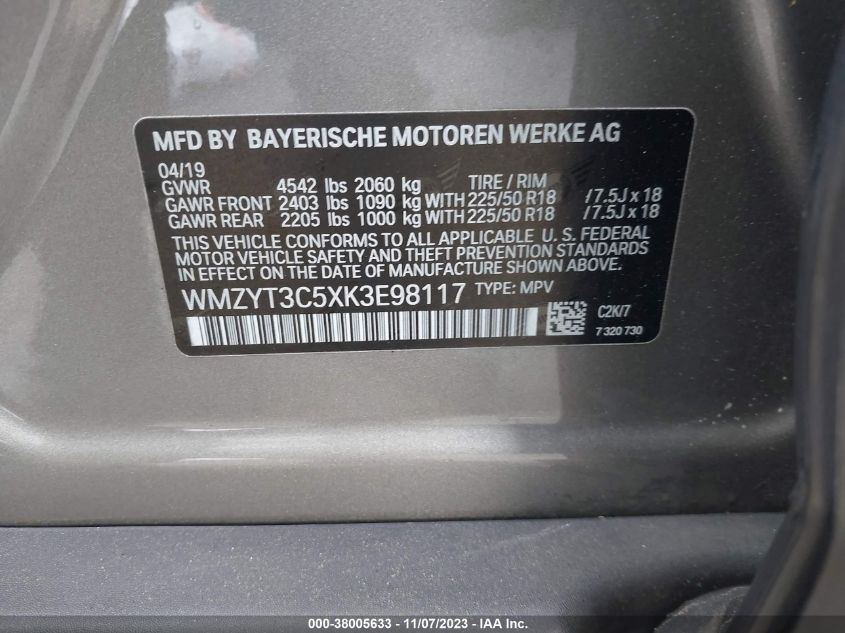 MFD BY BAYERISCHE MOTOREN WERKE AG
04/19
GVWR 4542 lbs 2060 kg TIRE / RIM
GAWR FRONT 2403 lbs 1090 kg WITH 225/50 R18 / 7.5J x 18
GAWR REAR 2205 lbs 1000 kg WITH 225/50 R18 / 7.5J x 18
THIS VEHICLE CONFORMS TO ALL APPLICABLE U. S. FEDERAL
MOTOR VEHICLE SAFETY AND THEFT PREVENTION STANDARDS
IN EFFECT ON THE DATE OF MANUFACTURE SHOWN ABOVE.
WMZYT3C5XK3E98117 TYPE: MPV
C2K/7
7 320 730
000-38005633 - 11/07/2023 - IAA Inc.